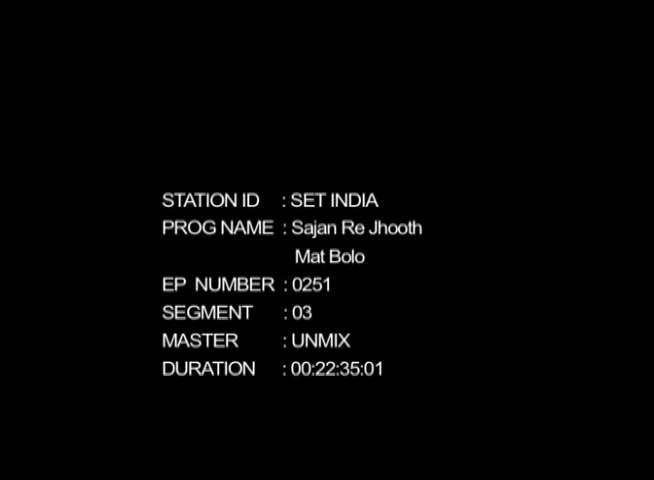 STATION ID : SET INDIA
PROG NAME : Sajan Re Jhooth
Mat Bolo
EP NUMBER : 0251
SEGMENT : 03
MASTER : UNMIX
DURATION : 00:22:35:01